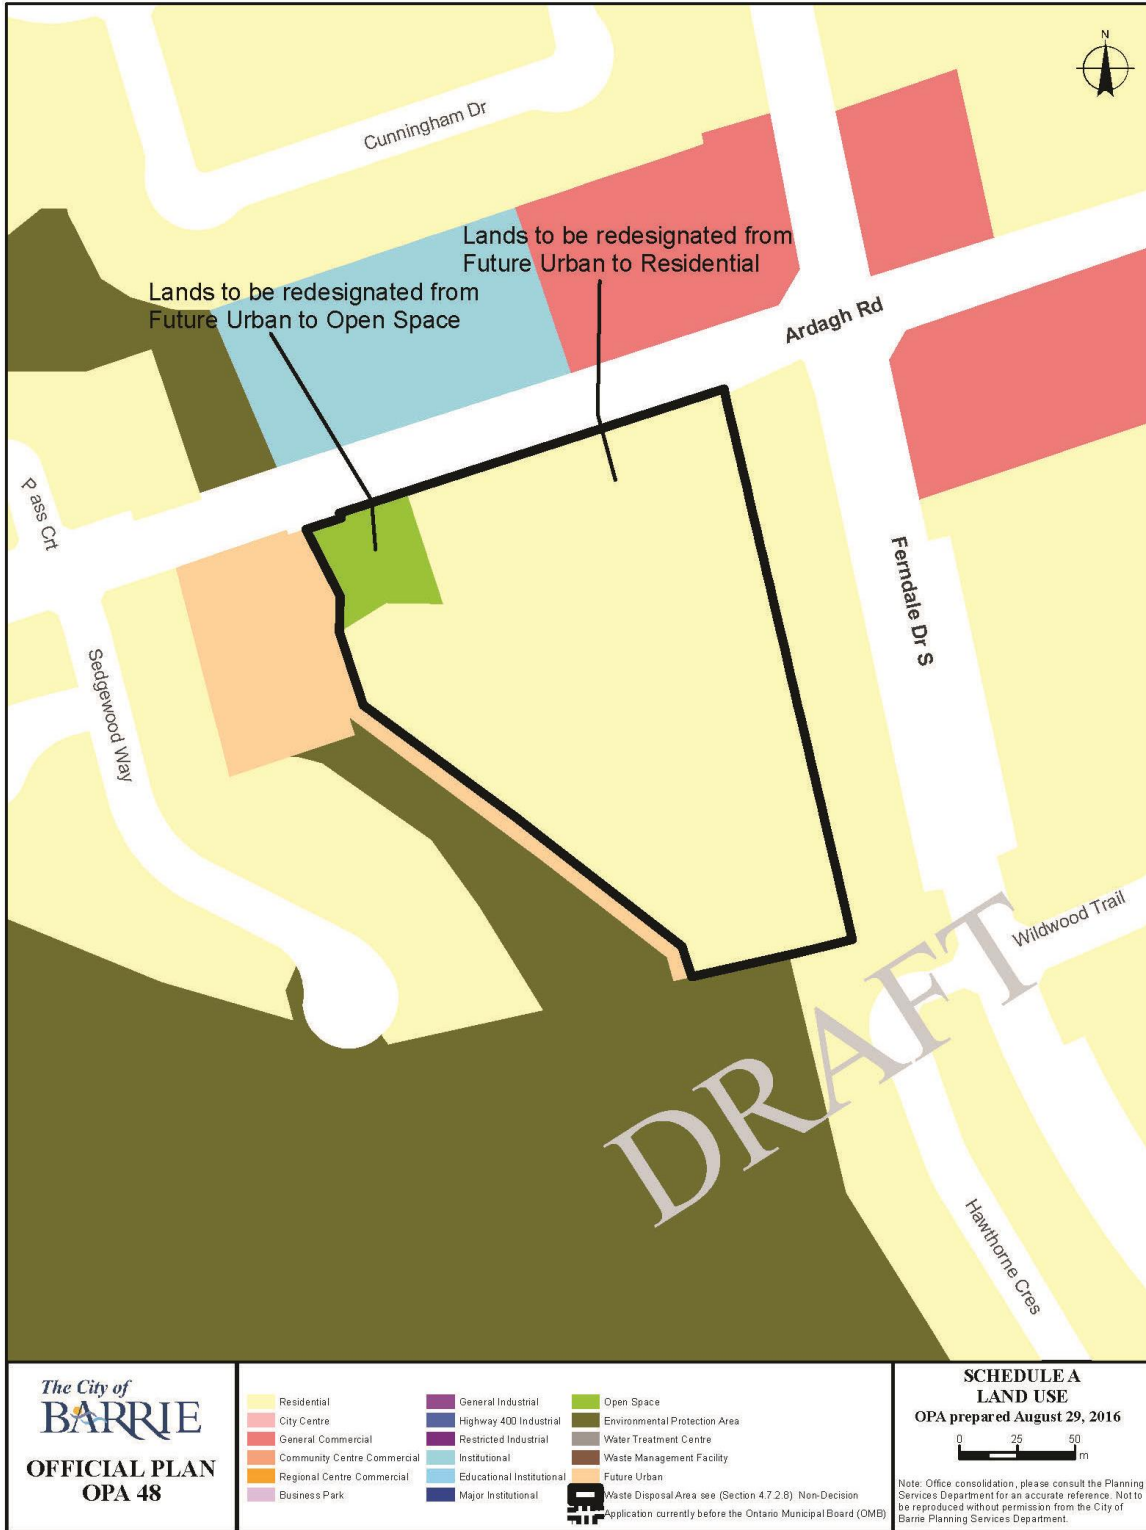 N
Cunningham Dr
Lands to be redesignated from
Future Urban to Residential
Lands to be redesignated from
Future Urban to Open Space
Ardagh Rd
P ass Crt
Ferndale Dr S
Sedgewood Way
Wildwood Trail
DRAFT
Hawthorne Cres
The City of
BARRIE
OFFICIAL PLAN
OPA 48
Residential
City Centre
General Commercial
Community Centre Commercial
Regional Centre Commercial
Business Park
General Industrial
Highway 400 Industrial
Restricted Industrial
Institutional
Educational Institutional
Major Institutional
Open Space
Environmental Protection Area
Water Treatment Centre
Waste Management Facility
Future Urban
Waste Disposal Area see (Section 4.7.2.8) Non-Decision
Application currently before the Ontario Municipal Board (OMB)
SCHEDULE A
LAND USE
OPA prepared August 29, 2016
0 25 50
m
Note: Office consolidation, please consult the Planning
Services Department for an accurate reference. Not to
be reproduced without permission from the City of
Barrie Planning Services Department.